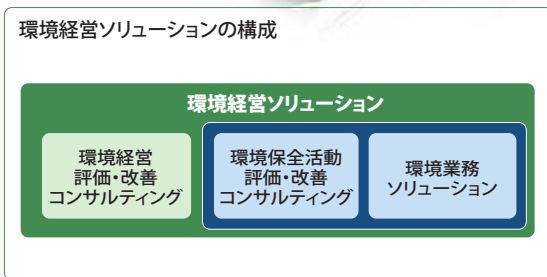 環境経営ソリューションの構成
環境経営ソリューション
環境経営
評価・改善
コンサルティング
環境保全活動
評価・改善
コンサルティング
環境業務
ソリューション